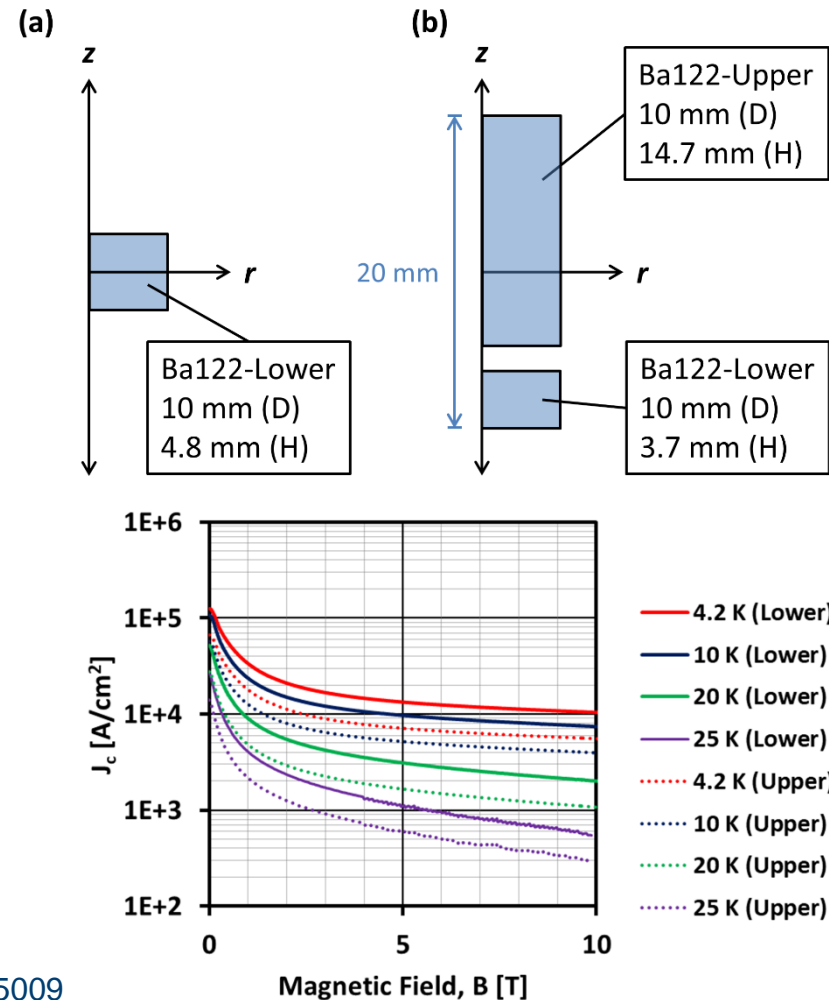 (a)
z
r
Ba122-Lower
10 mm (D)
4.8 mm (H)
(b)
z
Ba122-Upper
10 mm (D)
14.7 mm (H)
20 mm
r
Ba122-Lower
10 mm (D)
3.7 mm (H)
1E+6
1E+5
1E+4
1E+3
1E+2
Jc [A/cm²]
0
5
10
Magnetic Field, B [T]
4.2 K (Lower)
10 K (Lower)
20 K (Lower)
25 K (Lower)
4.2 K (Upper)
10 K (Upper)
20 K (Upper)
25 K (Upper)
5009